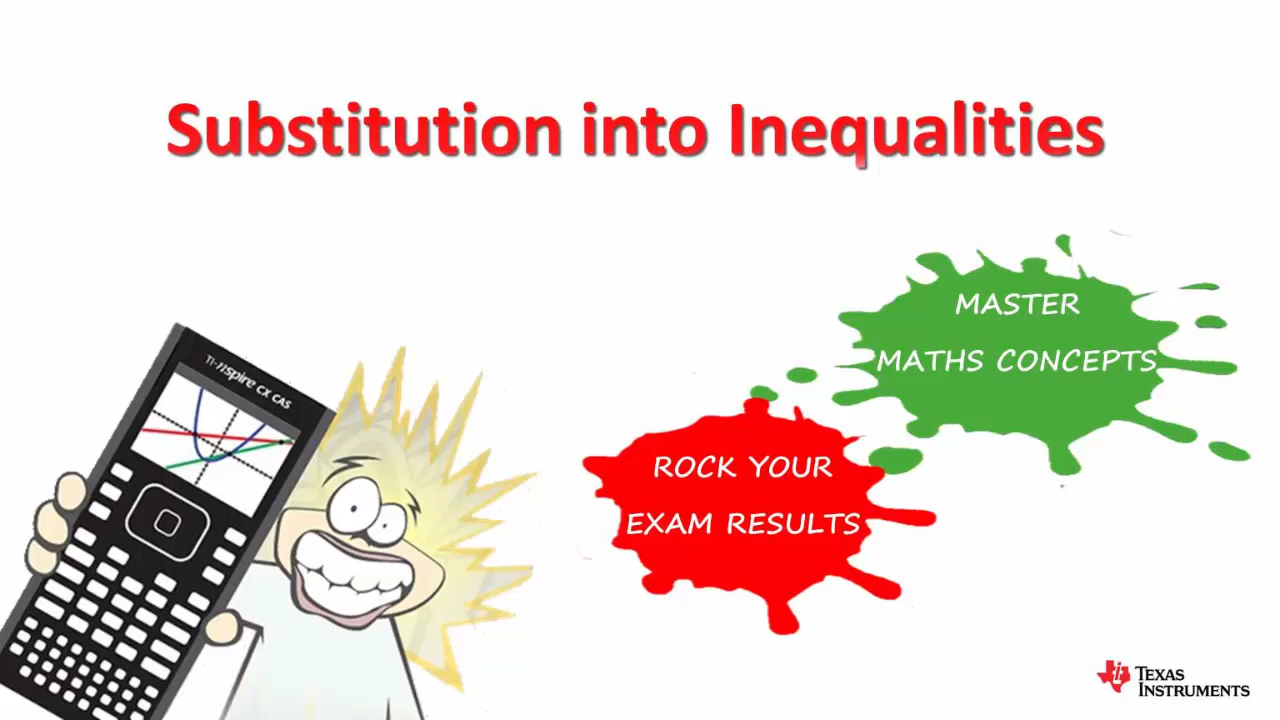 Substitution into Inequalities
MASTER
MATHS CONCEPTS
ROCK YOUR
EXAM RESULTS
TI-nspire CX CAS
TEXAS
INSTRUMENTS